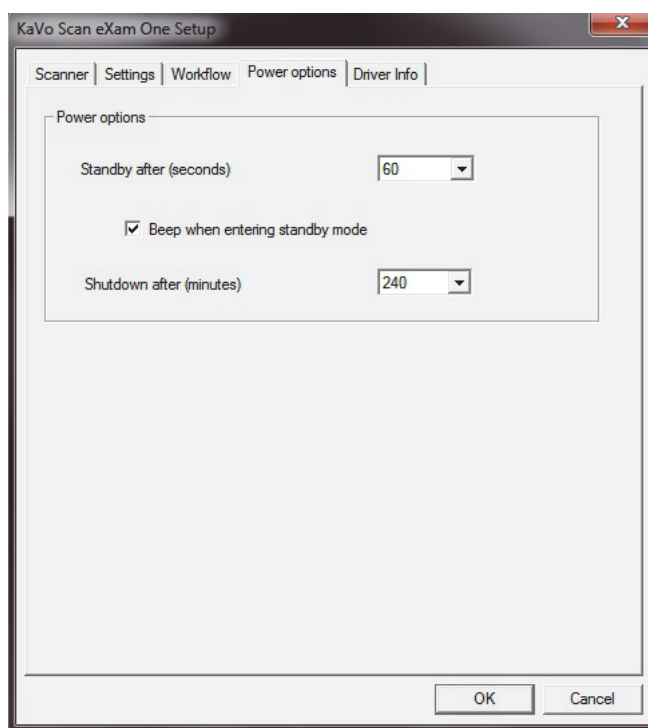 KaVo Scan eXam One Setup
Scanner Settings Workflow Power options Driver Info
Power options
Standby after (seconds) 60
Beep when entering standby mode
Shutdown after (minutes) 240
OK Cancel